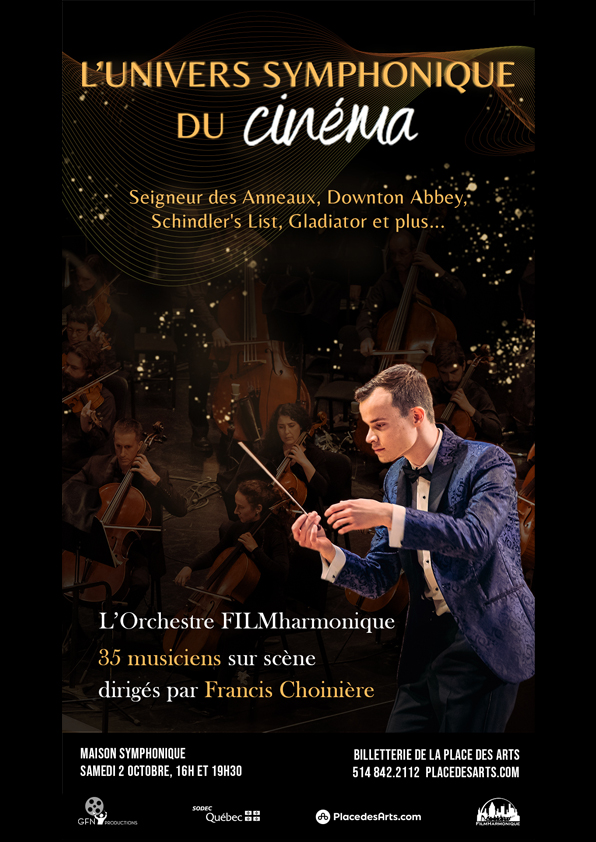 L'UNIVERS SYMPHONIQUE
DU cinéma
Seigneur des Anneaux, Downton Abbey,
Schindler's List, Gladiator et plus...
L'Orchestre FILMharmonique
35 musiciens sur scène
dirigés par Francis Choinière
MAISON SYMPHONIQUE
SAMEDI 2 OCTOBRE, 16H ET 19H30
BILLETTERIE DE LA PLACE DES ARTS
514 842.2112 PLACEDESARTS.COM
GFN PRODUCTIONS
SODEC
Québec
PlacedesArts.com
FILMHARMONIQUE